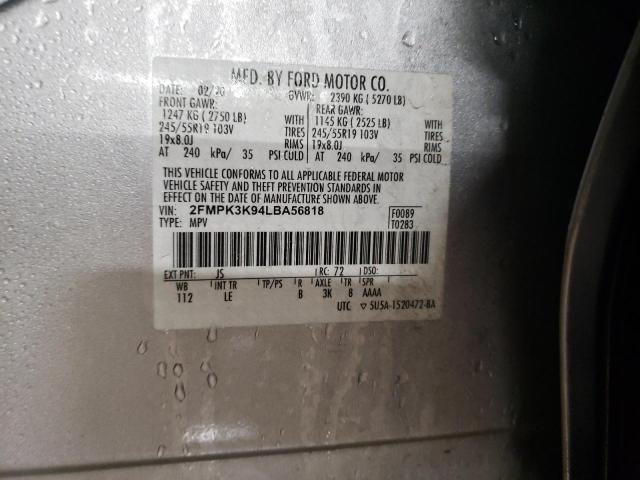 MFD. BY FORD MOTOR CO.
DATE: 02/20 GVWR: 2390 KG ( 5270 LB)
FRONT GAWR: REAR GAWR:
1247 KG ( 2750 LB) WITH 1145 KG ( 2525 LB) WITH
245/55R19 103V TIRES 245/55R19 103V TIRES
19x8.0J RIMS 19x8.0J RIMS
AT 240 kPa/ 35 PSI COLD AT 240 kPa/ 35 PSI COLD
THIS VEHICLE CONFORMS TO ALL APPLICABLE FEDERAL MOTOR
VEHICLE SAFETY AND THEFT PREVENTION STANDARDS IN
EFFECT ON THE DATE OF MANUFACTURE SHOWN ABOVE.
VIN: 2FMPK3K94LBA56818 F0089
TYPE: MPV T0283
EXT PNT: JS RC: 72 DSO:
WB INT TR TP/PS R AXLE TR SPR
112 LE B 3K 8 AAAA
UTC ▽ 5U5A-1520472-BA